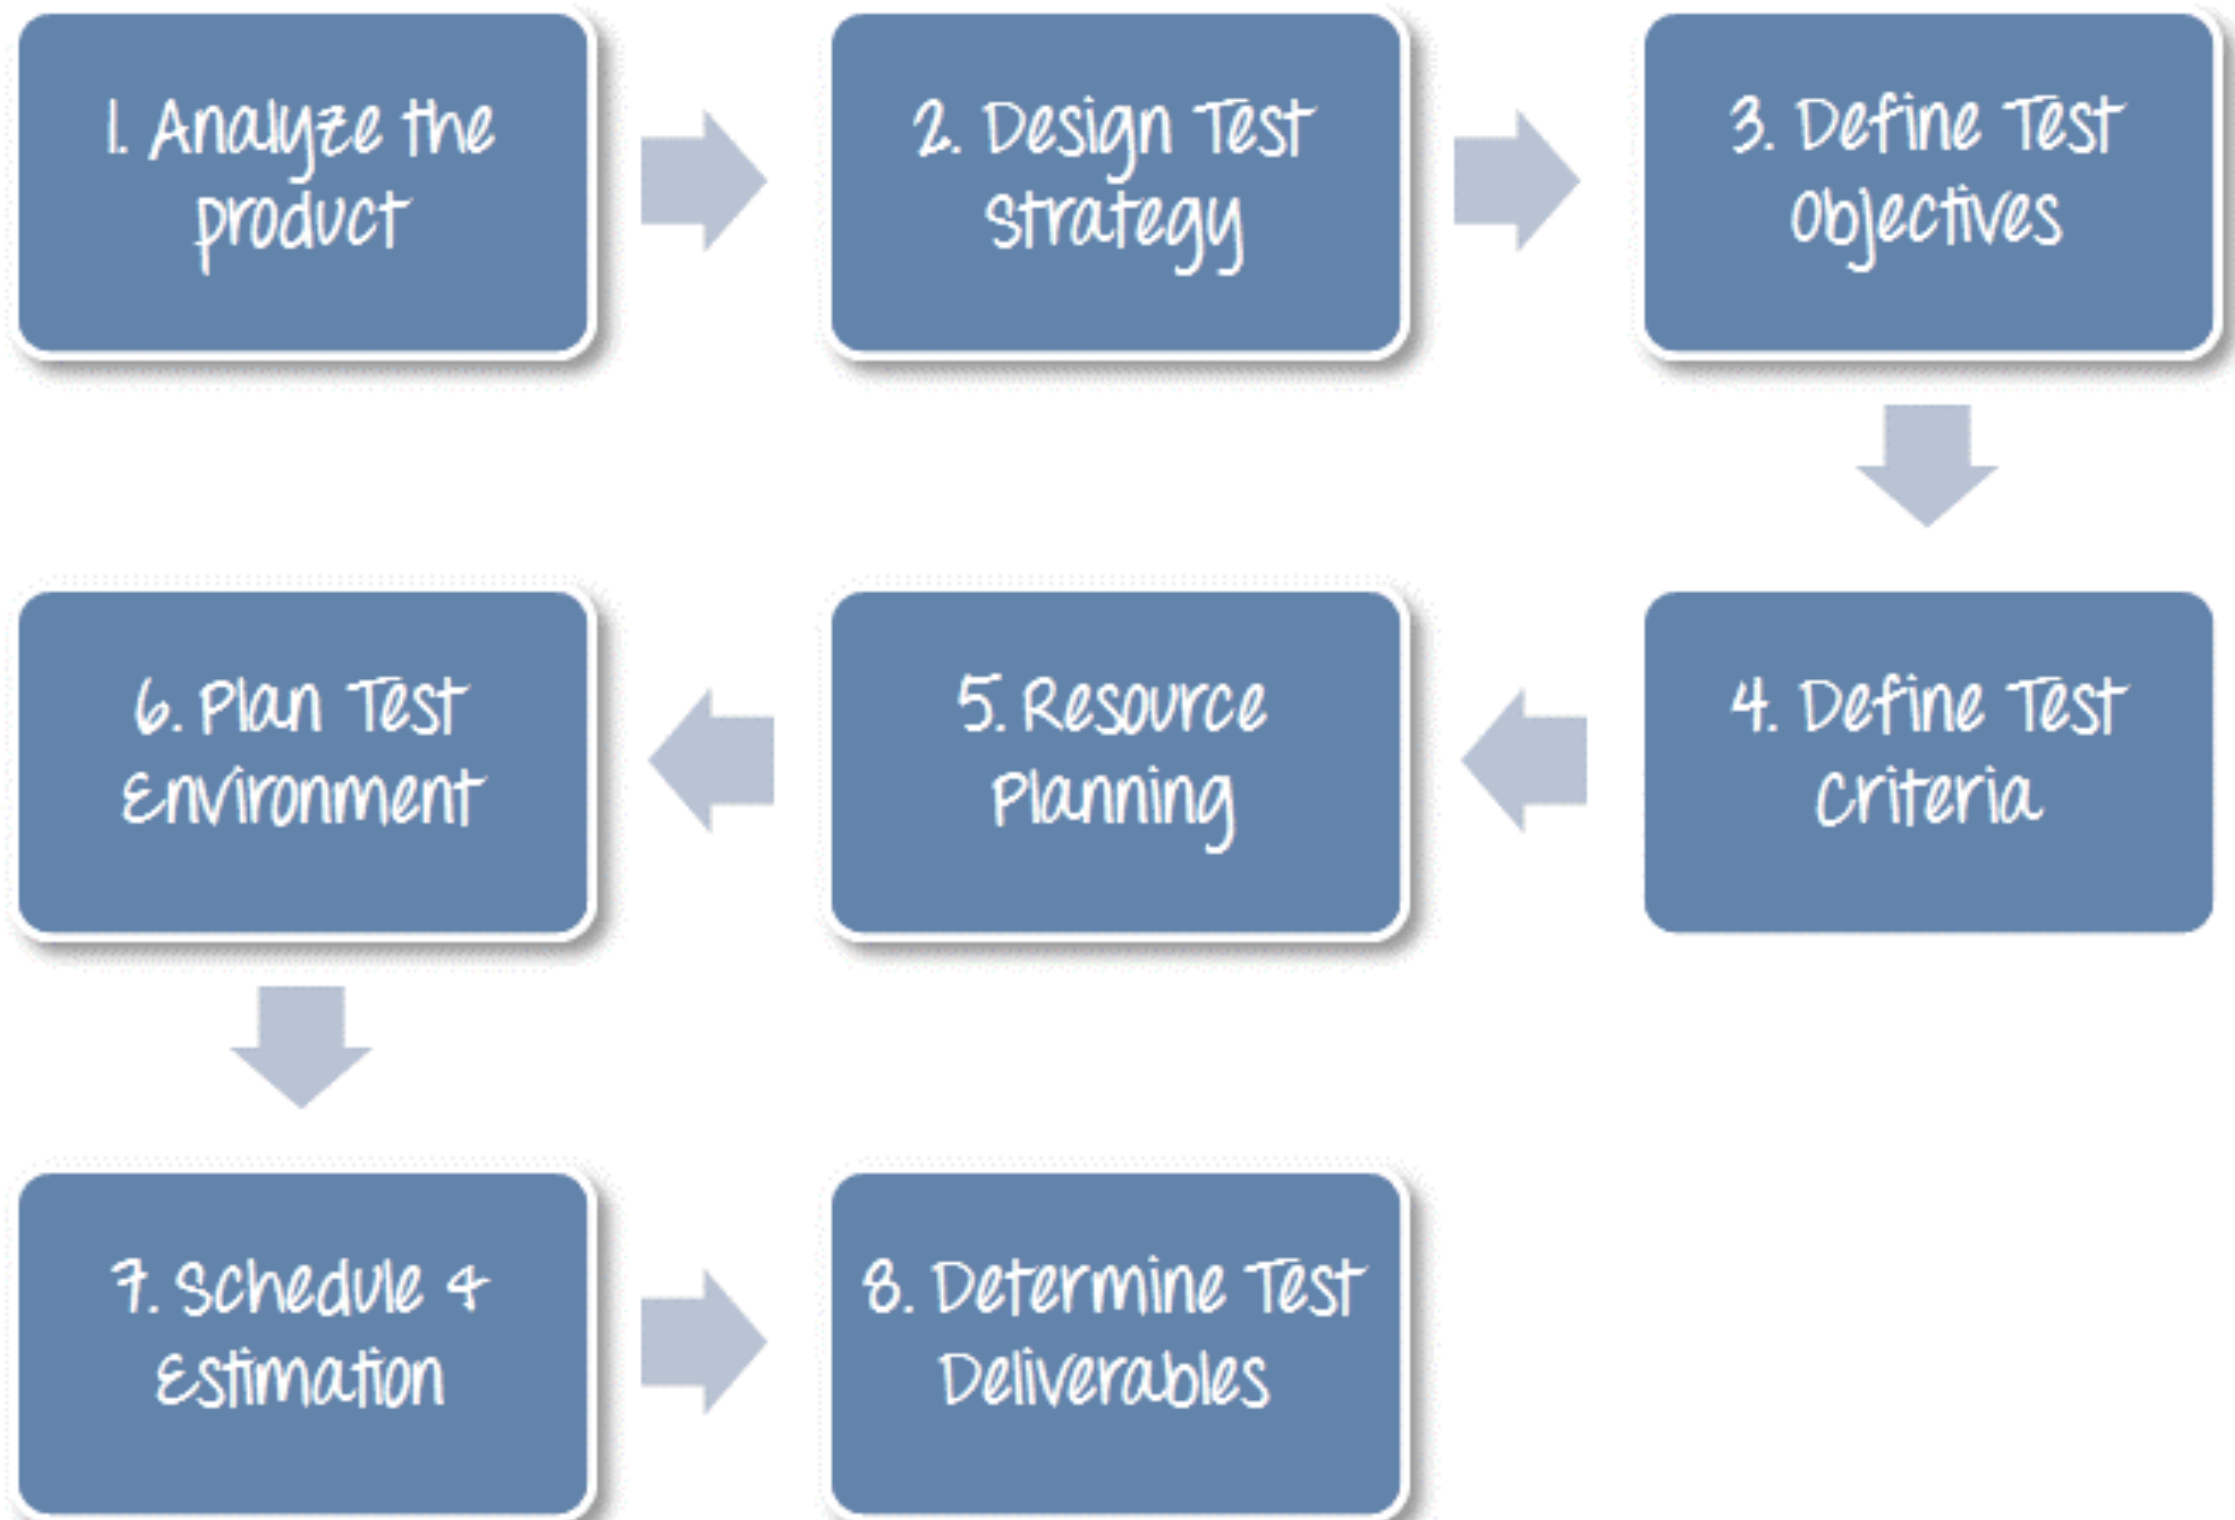 1. Analyze the
product
2. Design Test
Strategy
3. Define Test
Objectives
4. Define Test
Criteria
5. Resource
Planning
6. Plan Test
Environment
7. Schedule &
Estimation
8. Determine Test
Deliverables